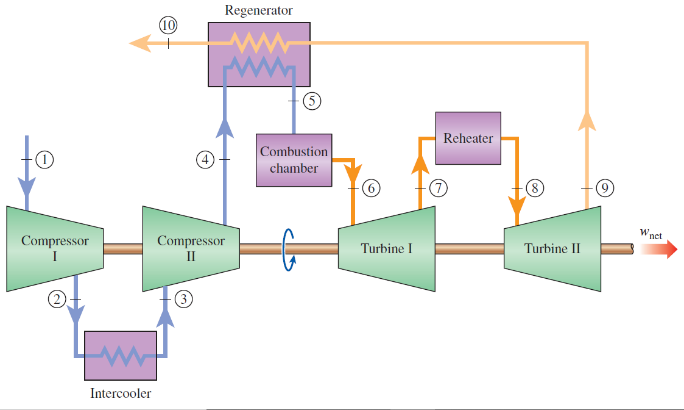 Regenerator
10
5
1
4
Combustion
chamber
Reheater
6
7
8
9
Compressor
I
Compressor
II
Turbine I
Turbine II
wnet
2
3
Intercooler